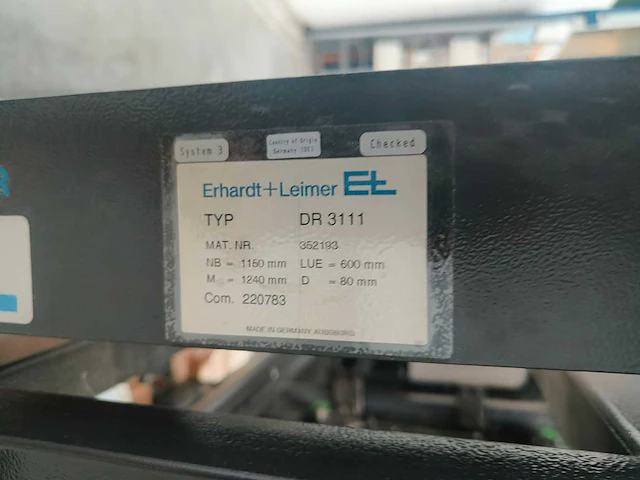 System 3
Country of Origin
Germany (DE)
Checked
Erhardt+Leimer E+L
TYP DR 3111
MAT. NR. 352193
NB = 1150 mm LUE = 600 mm
M = 1240 mm D = 80 mm
Com. 220783
MADE IN GERMANY AUGSBURG